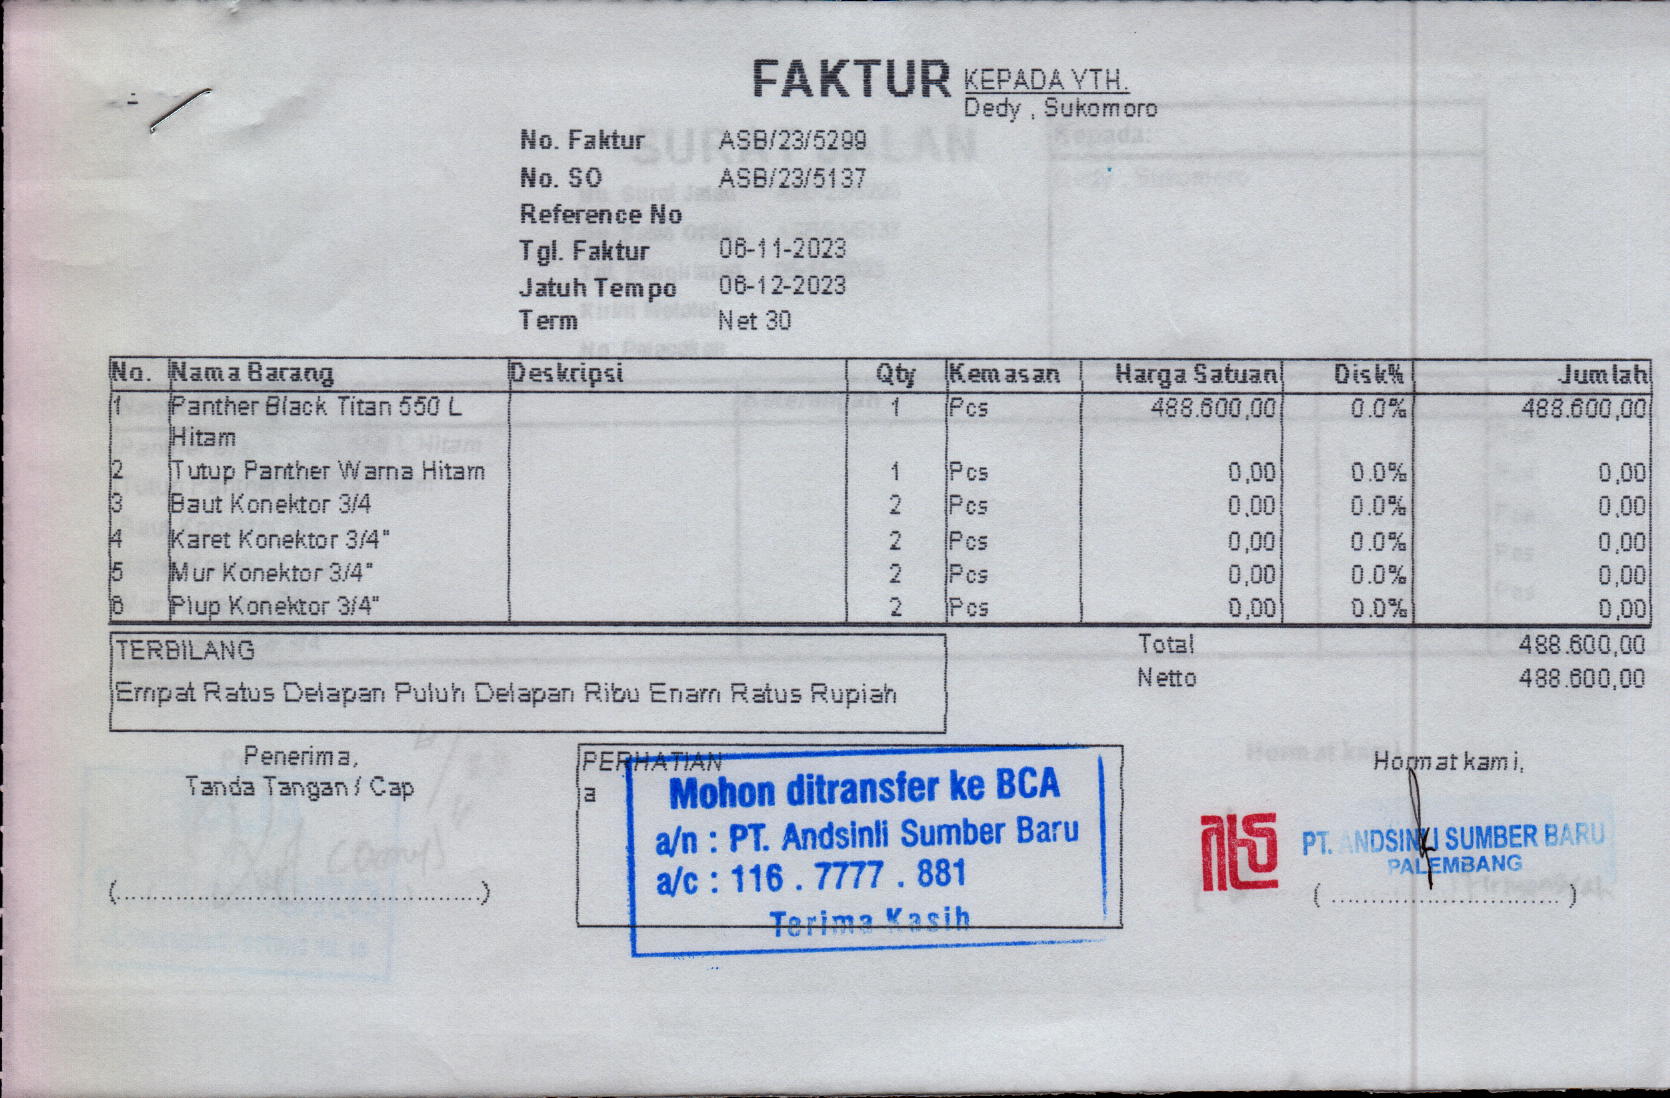 FAKTUR
KEPADA YTH.
Dedy , Sukomoro
No. Faktur ASB/23/5299
No. SO ASB/23/5137
Reference No
Tgl. Faktur 06-11-2023
Jatuh Tempo 06-12-2023
Term Net 30
No. Nama Barang Deskripsi Qty Kemasan Harga Satuan Disk% Jumlah
1 Panther Black Titan 550 L 1 Pcs 488.600,00 0.0% 488.600,00
Hitam
2 Tutup Panther Warna Hitam 1 Pcs 0,00 0.0% 0,00
3 Baut Konektor 3/4 2 Pcs 0,00 0.0% 0,00
4 Karet Konektor 3/4" 2 Pcs 0,00 0.0% 0,00
5 Mur Konektor 3/4" 2 Pcs 0,00 0.0% 0,00
6 Plup Konektor 3/4" 2 Pcs 0,00 0.0% 0,00
TERBILANG
Empat Ratus Delapan Puluh Delapan Ribu Enam Ratus Rupiah
Total 488.600,00
Netto 488.600,00
Penerima,
Tanda Tangan / Cap
(............................................)
PERHATIAN
a
Mohon ditransfer ke BCA
a/n : PT. Andsinli Sumber Baru
a/c : 116 . 7777 . 881
Terima Kasih
Hormat kami,
PT. ANDSINLI SUMBER BARU
PALEMBANG
( ............................ )